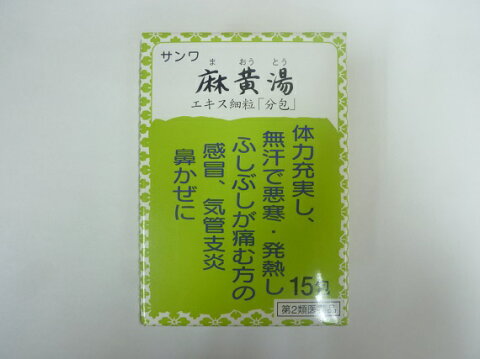 サンワ
ま おう とう
麻黄湯
エキス細粒「分包」
体力充実し、
無汗で悪寒・発熱し
ふしぶしが痛む方の
感冒、気管支炎
鼻かぜに
15包
第2類医薬品